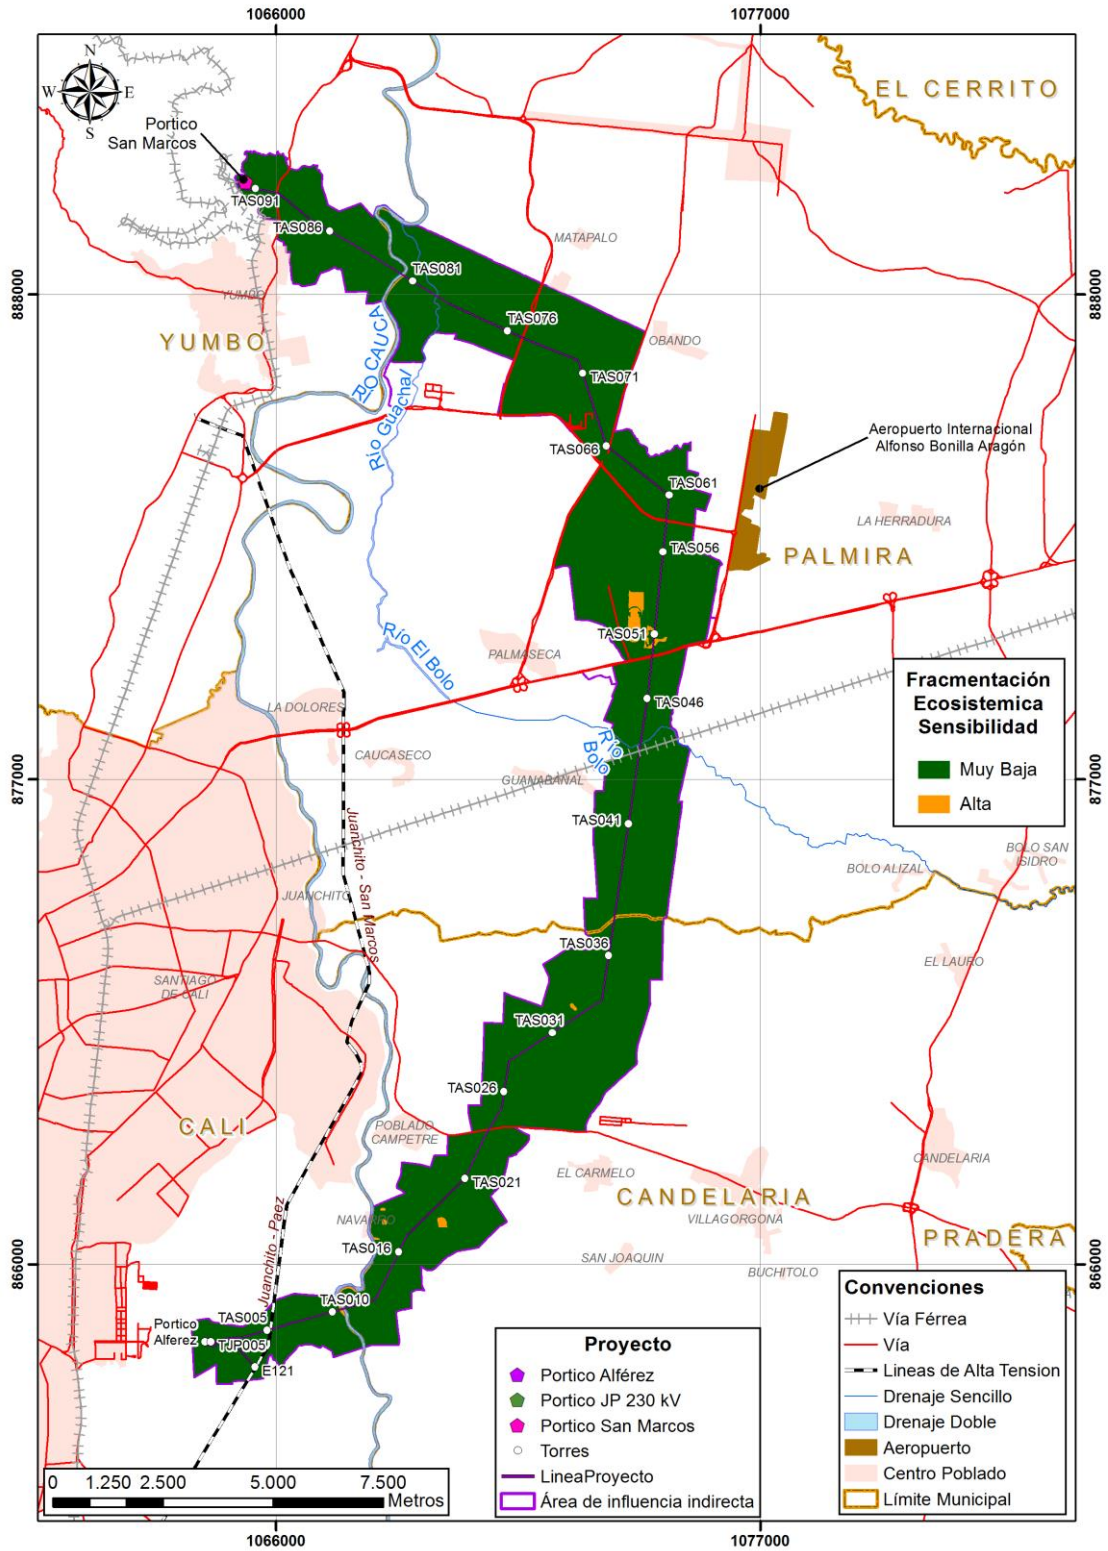 1066000
1077000
N
W E
S
EL CERRITO
Portico
San Marcos
TAS091
TAS086
MATAPALO
TAS081
888000
888000
YUMBO
TAS076
YUMBO
RÍO CAUCA
OBANDO
TAS071
Río Guachal
Aeropuerto Internacional
Alfonso Bonilla Aragón
TAS066
TAS061
LA HERRADURA
TAS056
PALMIRA
TAS051
Río El Bolo
PALMASECA
Fracmentación
Ecosistemica
Sensibilidad
Muy Baja
Alta
TAS046
LA DOLORES
Río
Bolo
CAUCASECO
877000
877000
GUANABANAL
TAS041
Juanchito - San Marcos
BOLO SAN
ISIDRO
BOLO ALIZAL
JUANCHITO
TAS036
EL LAURO
SANTIAGO
DE CALI
TAS031
TAS026
CALI
POBLADO
CAMPETRE
CANDELARIA
EL CARMELO
TAS021
CANDELARIA
VILLAGORGONA
NAVARRO
PRADERA
TAS016
SAN JOAQUIN
BUCHITOLO
866000
866000
Juanchito - Paez
TAS010
TAS005
Portico
Alferez
TJP005
E121
Proyecto
Portico Alférez
Portico JP 230 kV
Portico San Marcos
Torres
LineaProyecto
Área de influencia indirecta
Convenciones
Vía Férrea
Vía
Lineas de Alta Tension
Drenaje Sencillo
Drenaje Doble
Aeropuerto
Centro Poblado
Límite Municipal
0 1.250 2.500 5.000 7.500
Metros
1066000
1077000